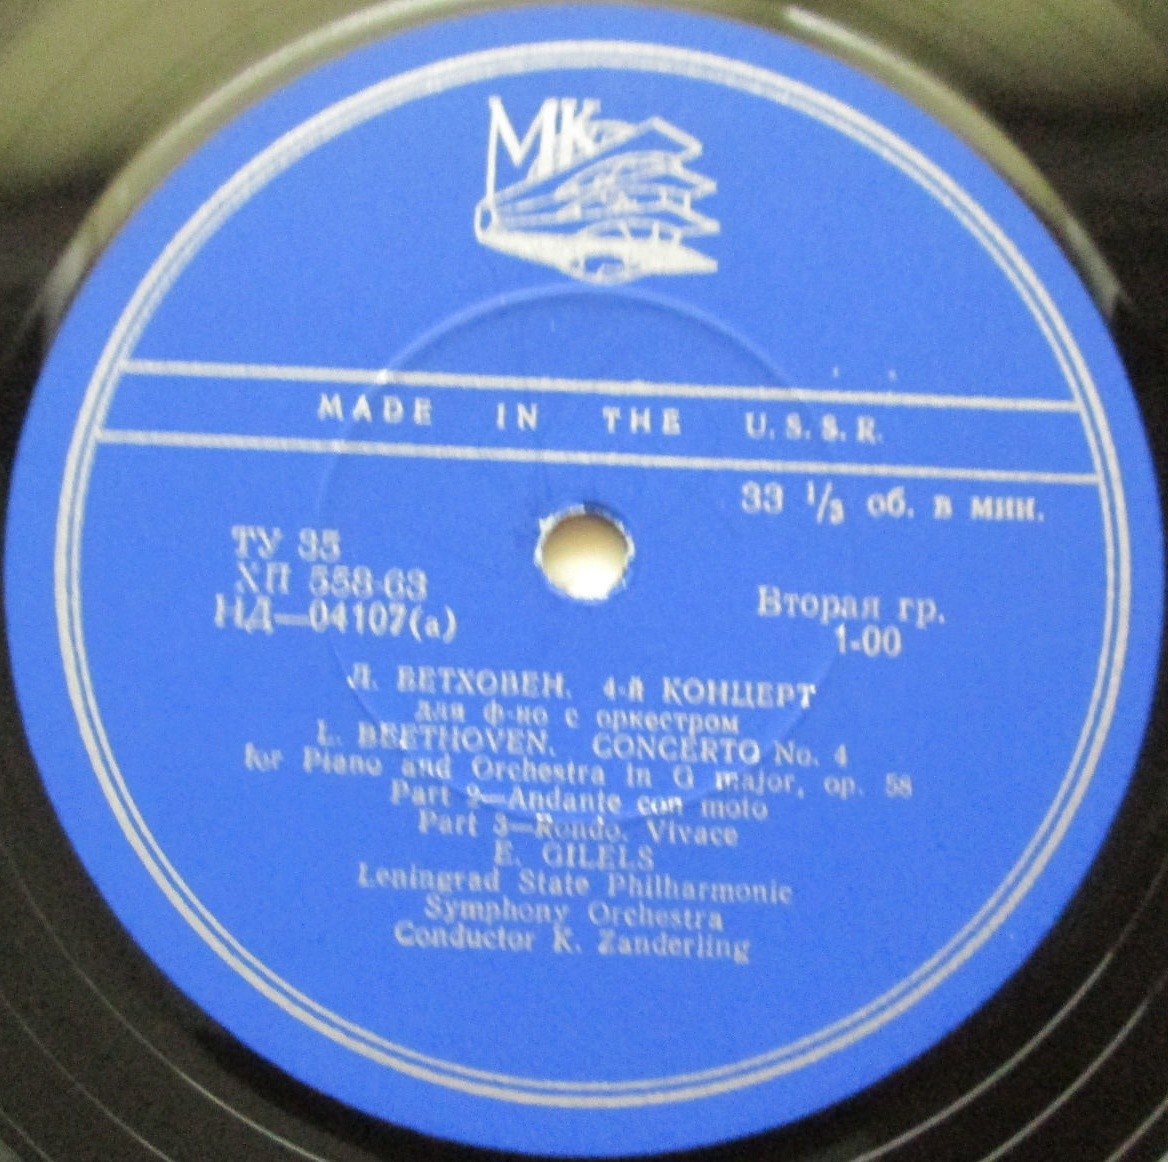 МК
MADE IN THE U.S.S.R.
33 1/3 об. в мин.
ТУ 35
ХП 558-63
НД—04107(а)
Вторая гр.
1-00
Л. БЕТХОВЕН. 4-й КОНЦЕРТ
для ф-но с оркестром
L. BEETHOVEN. CONCERTO No. 4
for Piano and Orchestra in G major, op. 58
Part 2—Andante con moto
Part 3—Rondo. Vivace
E. GILELS
Leningrad State Philharmonic
Symphony Orchestra
Conductor K. Zanderling